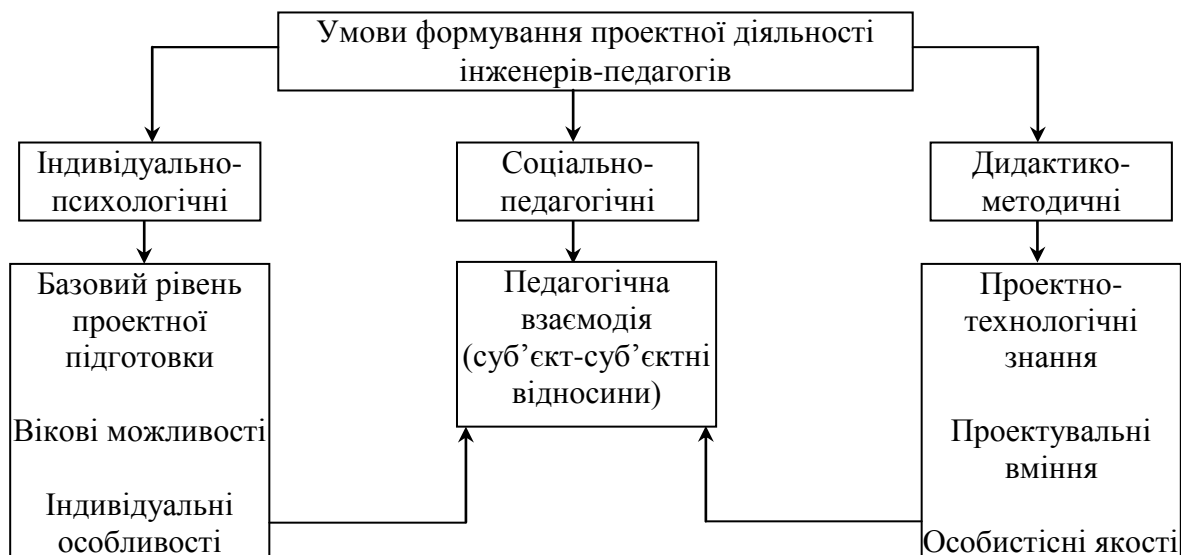 Умови формування проектної діяльності
інженерів-педагогів
Індивідуально-
психологічні
Соціально-
педагогічні
Дидактико-
методичні
Базовий рівень
проектної
підготовки
Вікові можливості
Індивідуальні
особливості
Педагогічна
взаємодія
(суб’єкт-суб’єктні
відносини)
Проектно-
технологічні
знання
Проектувальні
вміння
Особистісні якості